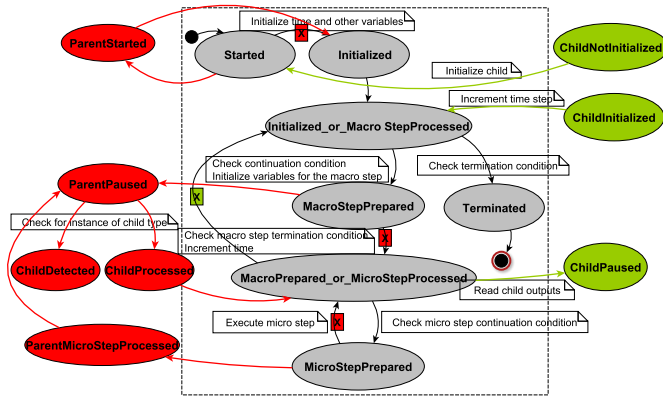 Initialize time and other variables
ParentStarted
X
Started
Initialized
ChildNotInitialized
Initialize child
Increment time step
ChildInitialized
Initialized_or_Macro StepProcessed
Check continuation condition
Initialize variables for the macro step
Check termination condition
ParentPaused
X
MacroStepPrepared
Terminated
Check for instance of child type
Check macro step termination condition
Increment time
X
ChildDetected
ChildProcessed
MacroPrepared_or_MicroStepProcessed
ChildPaused
Read child outputs
Execute micro step
X
Check micro step continuation condition
ParentMicroStepProcessed
MicroStepPrepared